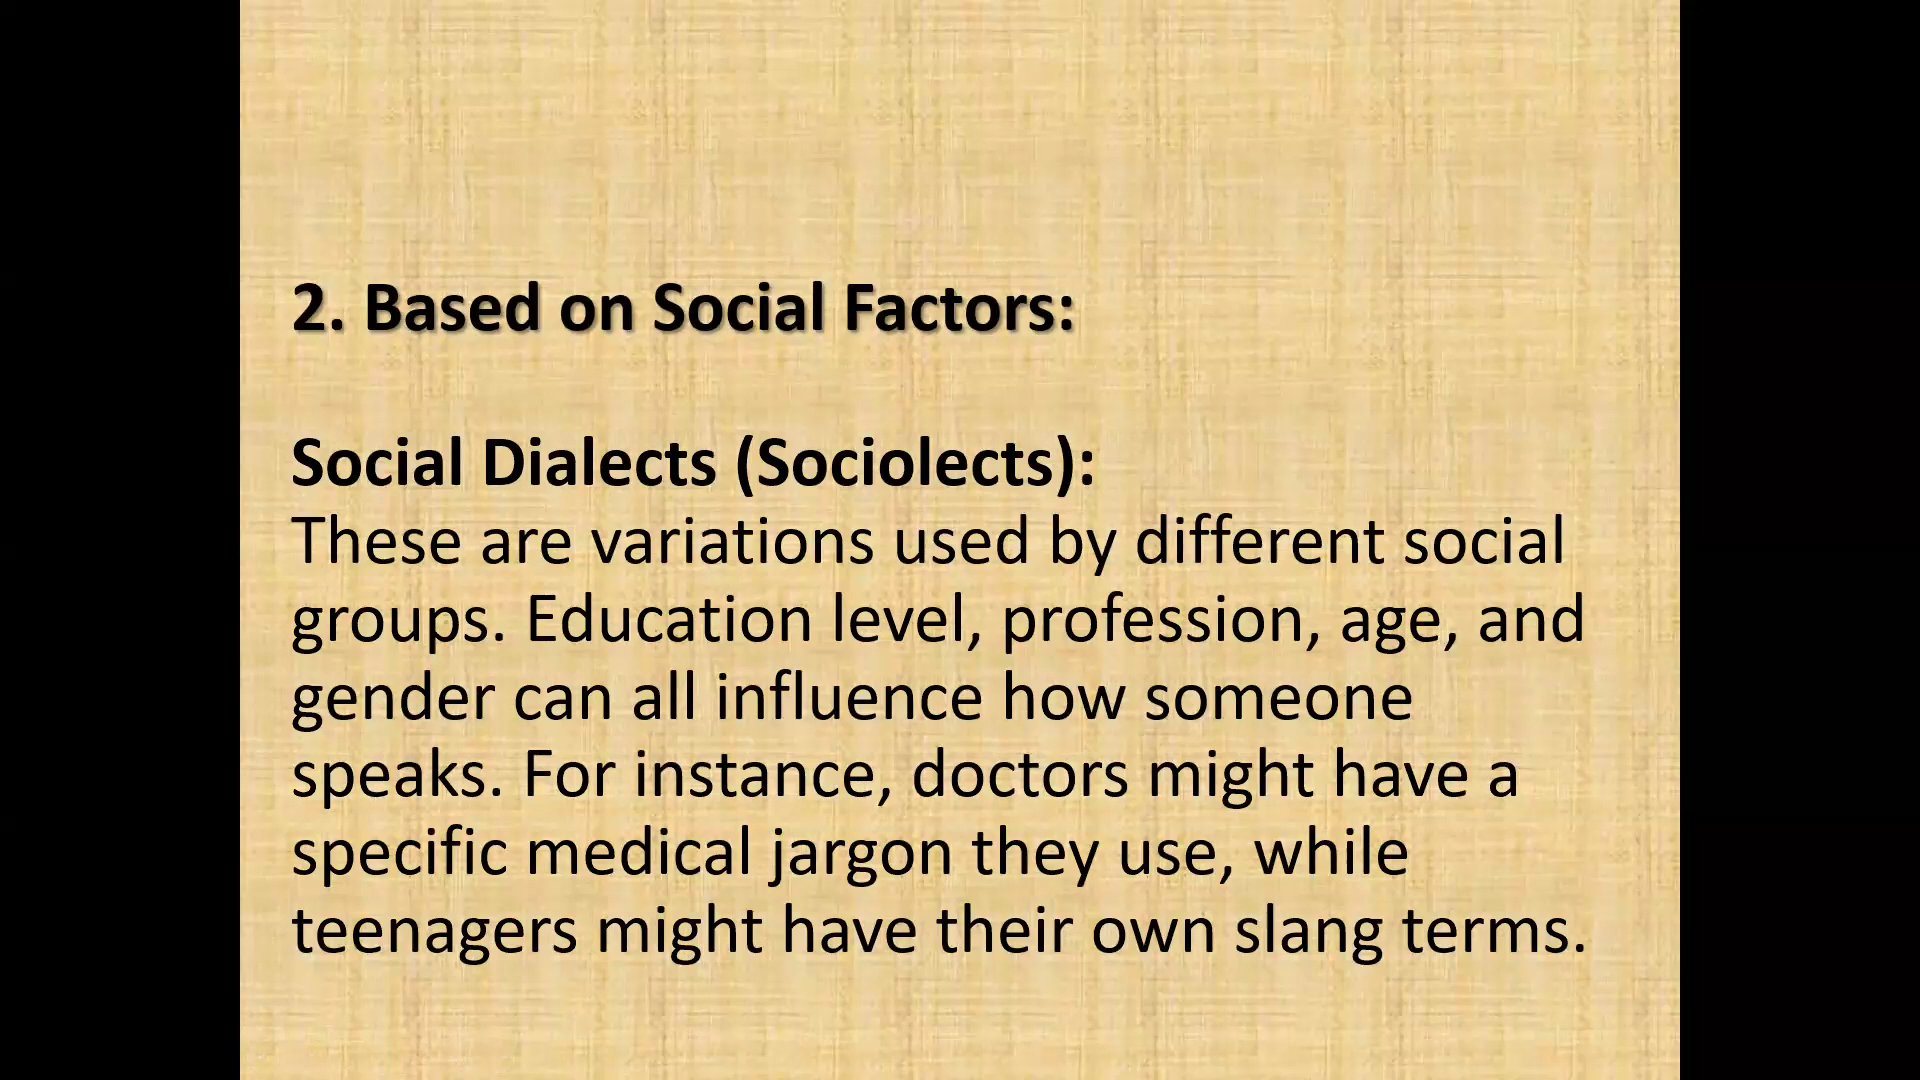 2. Based on Social Factors:
Social Dialects (Sociolects):
These are variations used by different social
groups. Education level, profession, age, and
gender can all influence how someone
speaks. For instance, doctors might have a
specific medical jargon they use, while
teenagers might have their own slang terms.